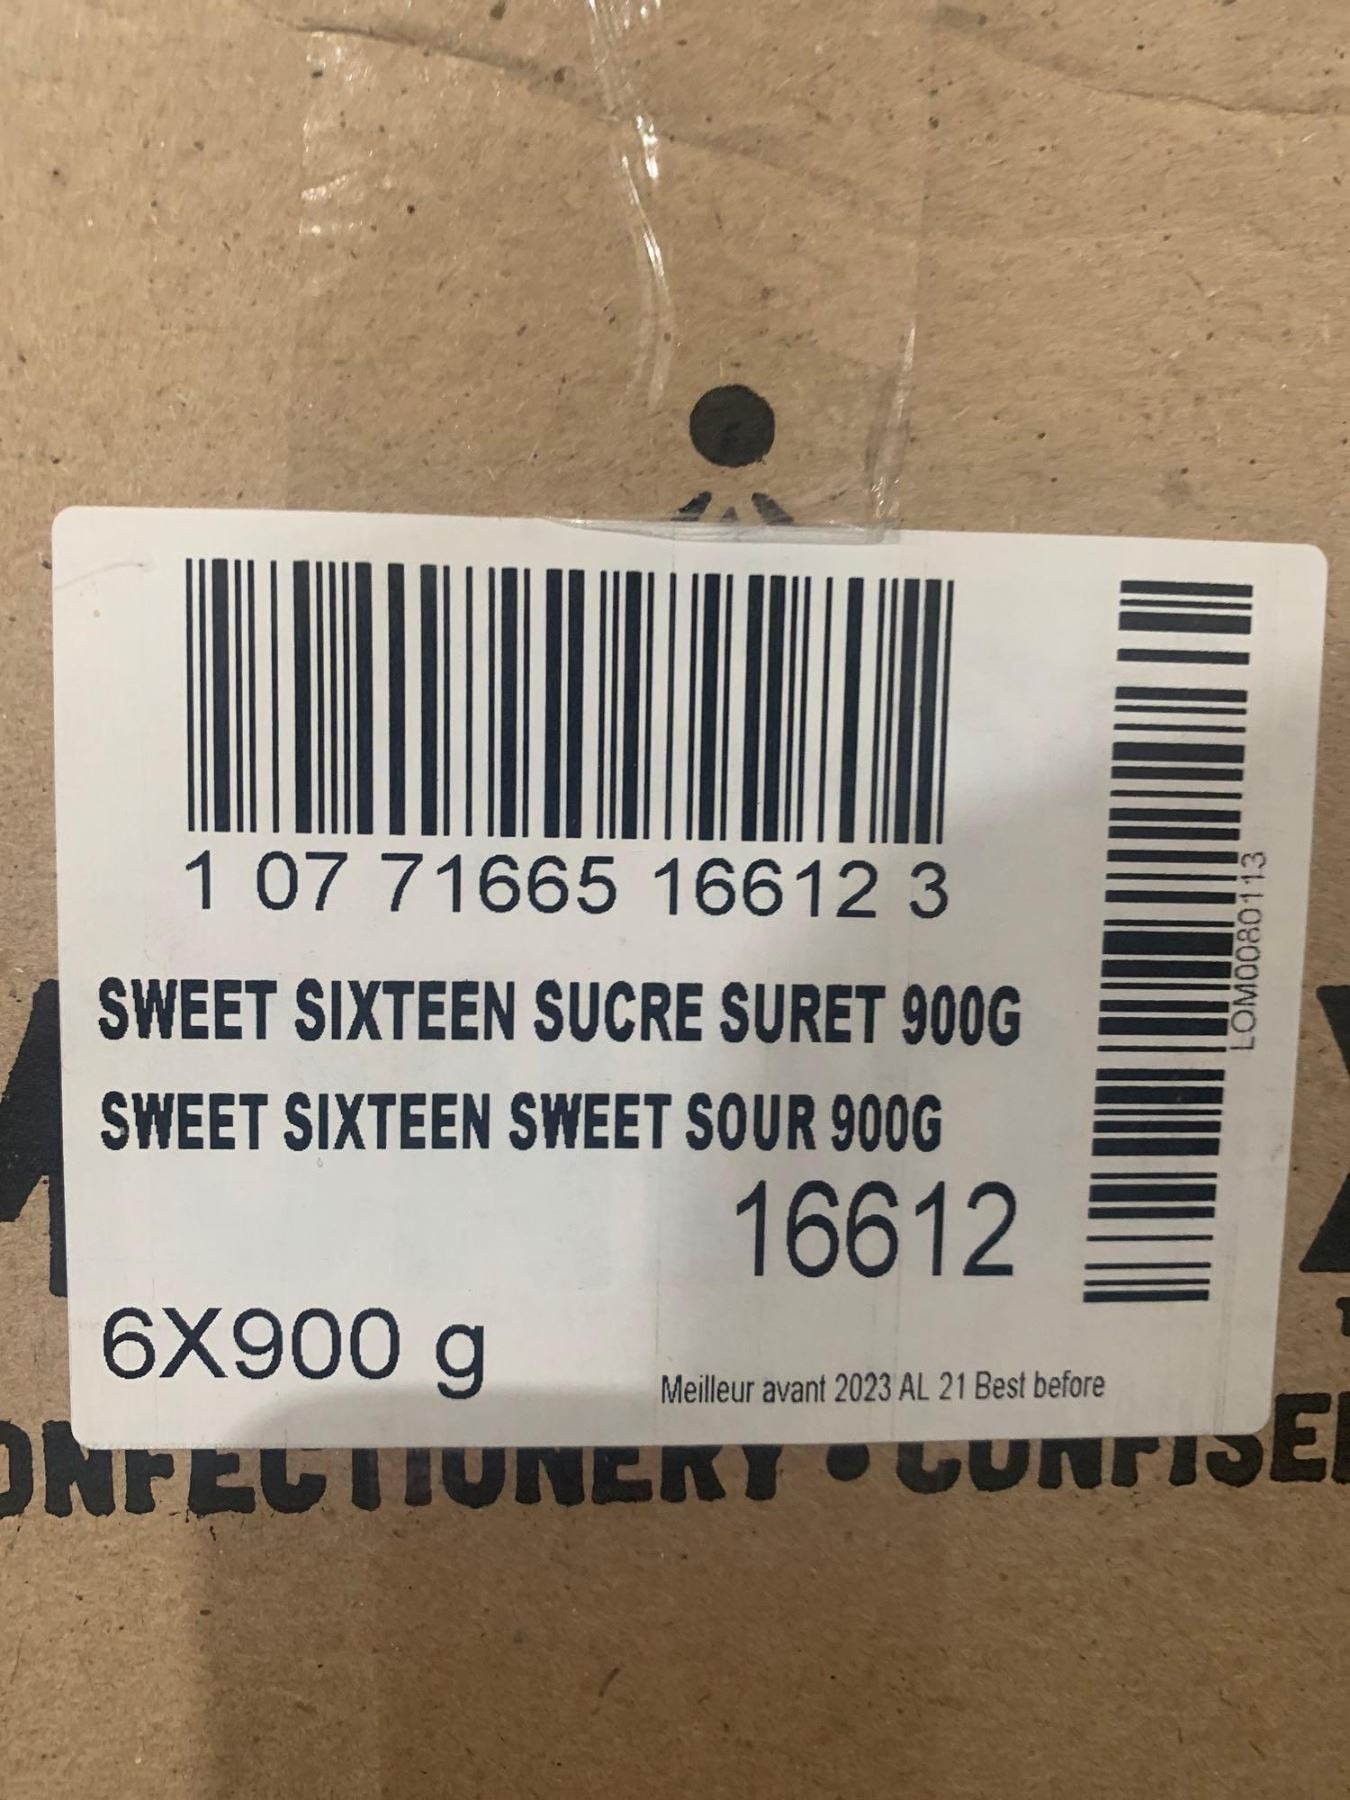 1 07 71665 16612 3
LOM0080113
SWEET SIXTEEN SUCRE SURET 900G
SWEET SIXTEEN SWEET SOUR 900G
16612
6X900 g
Meilleur avant 2023 AL 21 Best before
ONFECTIONERY • CONFISE